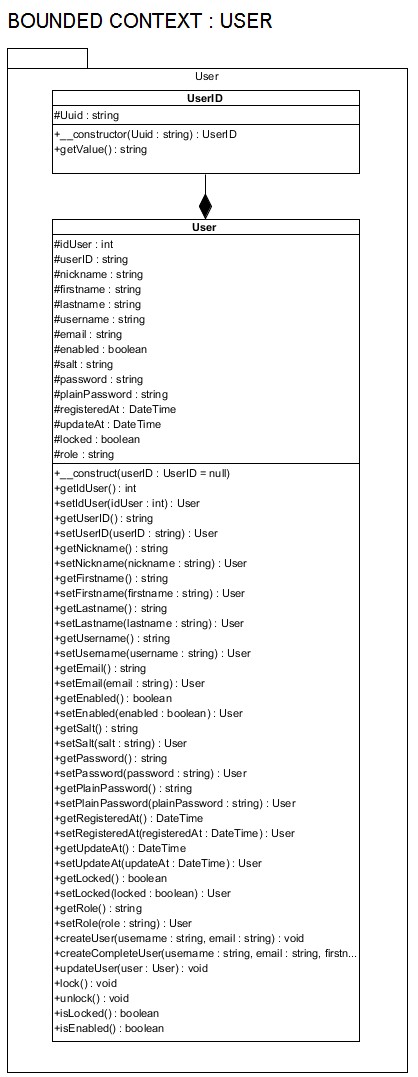 BOUNDED CONTEXT : USER
User
UserID
#Uuid : string
+__constructor(Uuid : string) : UserID
+getValue() : string
User
#idUser : int
#userID : string
#nickname : string
#firstname : string
#lastname : string
#username : string
#email : string
#enabled : boolean
#salt : string
#password : string
#plainPassword : string
#registeredAt : DateTime
#updateAt : DateTime
#locked : boolean
#role : string
+__construct(userID : UserID = null)
+getIdUser() : int
+setIdUser(idUser : int) : User
+getUserID() : string
+setUserID(userID : string) : User
+getNickname() : string
+setNickname(nickname : string) : User
+getFirstname() : string
+setFirstname(firstname : string) : User
+getLastname() : string
+setLastname(lastname : string) : User
+getUsername() : string
+setUsername(username : string) : User
+getEmail() : string
+setEmail(email : string) : User
+getEnabled() : boolean
+setEnabled(enabled : boolean) : User
+getSalt() : string
+setSalt(salt : string) : User
+getPassword() : string
+setPassword(password : string) : User
+getPlainPassword() : string
+setPlainPassword(plainPassword : string) : User
+getRegisteredAt() : DateTime
+setRegisteredAt(registeredAt : DateTime) : User
+getUpdateAt() : DateTime
+setUpdateAt(updateAt : DateTime) : User
+getLocked() : boolean
+setLocked(locked : boolean) : User
+getRole() : string
+setRole(role : string) : User
+createUser(username : string, email : string) : void
+createCompleteUser(username : string, email : string, firstn...
+updateUser(user : User) : void
+lock() : void
+unlock() : void
+isLocked() : boolean
+isEnabled() : boolean